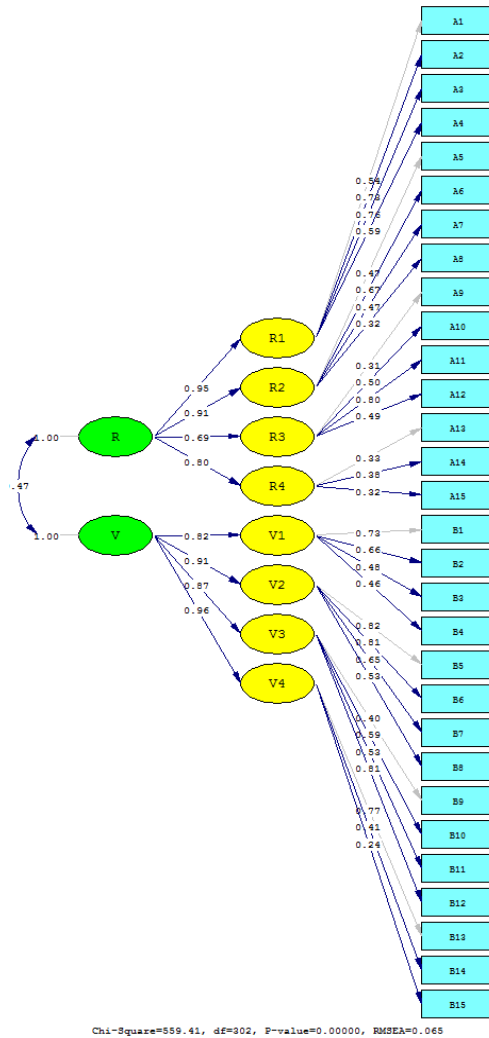 A1
A2
A3
A4
A5
A6
A7
A8
A9
A10
A11
A12
A13
A14
A15
B1
B2
B3
B4
B5
B6
B7
B8
B9
B10
B11
B12
B13
B14
B15
0.54
0.73
0.76
0.59
0.47
0.67
0.47
0.32
0.31
0.50
0.80
0.49
0.33
0.38
0.32
0.73
0.66
0.48
0.46
0.82
0.81
0.65
0.53
0.40
0.59
0.53
0.81
0.77
0.41
0.24
R1
R2
R3
R4
V1
V2
V3
V4
0.95
0.91
0.69
0.80
0.82
0.91
0.87
0.96
1.00
R
.47
1.00
V
Chi-Square=559.41, df=302, P-value=0.00000, RMSEA=0.065